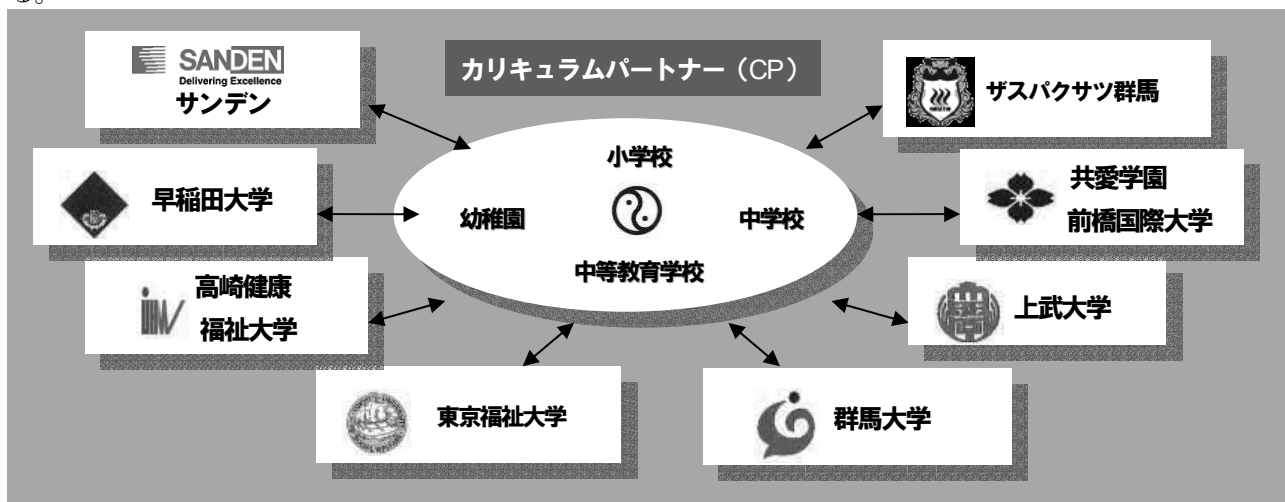 る。
カリキュラムパートナー（CP）
SANDEN
Delivering Excellence
サンデン
ザスパクサツ群馬
早稲田大学
共愛学園
前橋国際大学
高崎健康
福祉大学
上武大学
東京福祉大学
群馬大学
小学校
幼稚園
中学校
中等教育学校